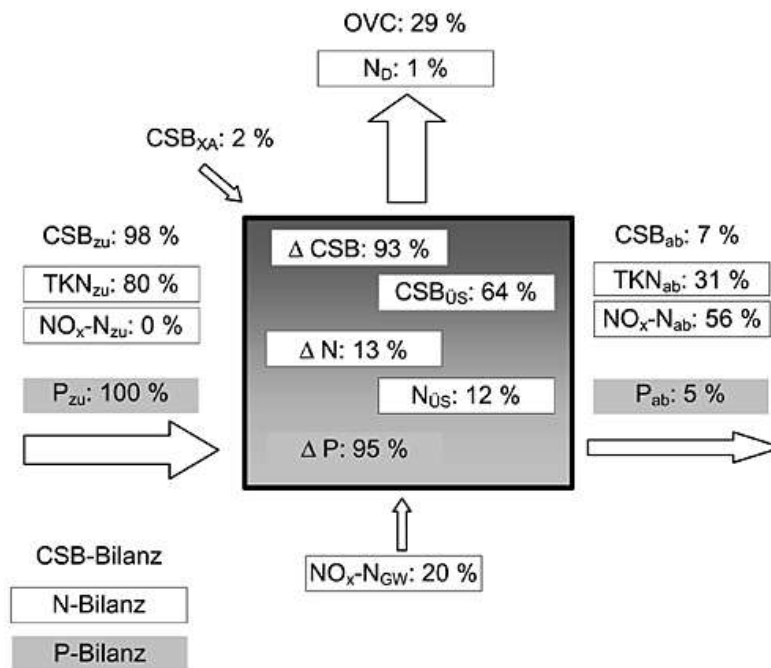 OVC: 29 %
N_D: 1 %
CSB_XA: 2 %
CSB_zu: 98 %
TKN_zu: 80 %
NO_x-N_zu: 0 %
P_zu: 100 %
Δ CSB: 93 %
CSB_ÜS: 64 %
Δ N: 13 %
N_ÜS: 12 %
Δ P: 95 %
CSB_ab: 7 %
TKN_ab: 31 %
NO_x-N_ab: 56 %
P_ab: 5 %
NO_x-N_GW: 20 %
CSB-Bilanz
N-Bilanz
P-Bilanz